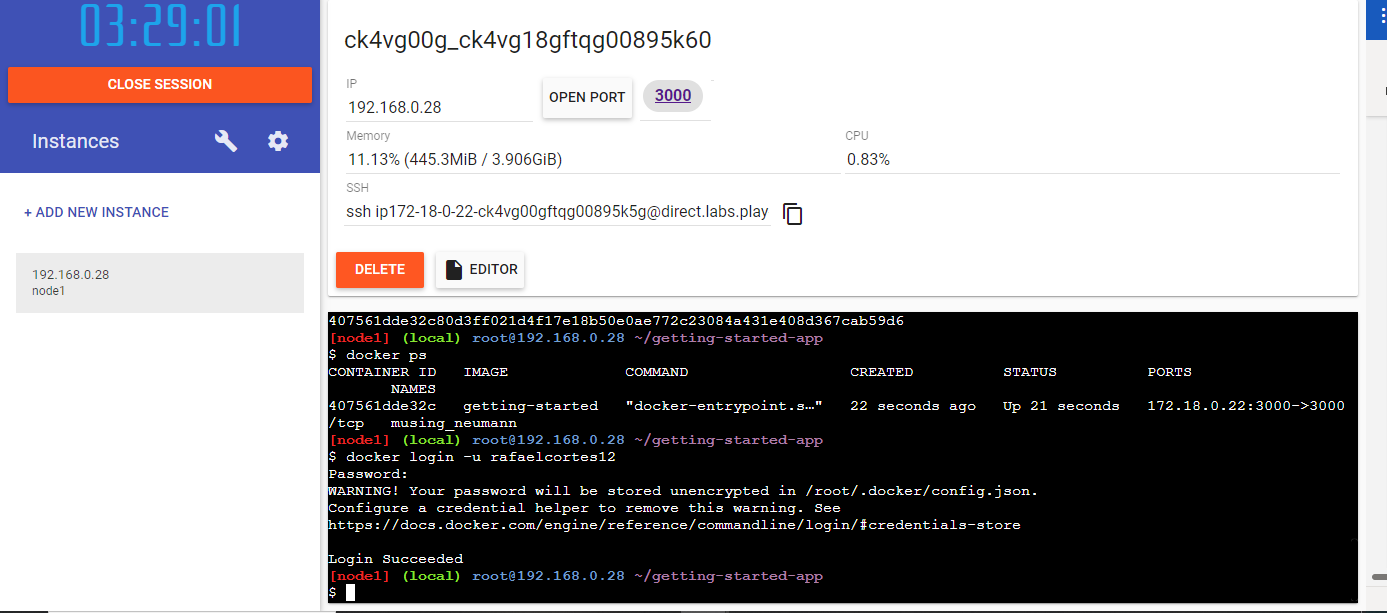 03:29:01
CLOSE SESSION
Instances
+ ADD NEW INSTANCE
192.168.0.28
node1
ck4vg00g_ck4vg18gftqg00895k60
IP
192.168.0.28
OPEN PORT
3000
Memory
11.13% (445.3MiB / 3.906GiB)
CPU
0.83%
SSH
ssh ip172-18-0-22-ck4vg00gftqg00895k5g@direct.labs.play
DELETE
EDITOR
407561dde32c80d3ff021d4f17e18b50e0ae772c23084a431e408d367cab59d6
[node1] (local) root@192.168.0.28 ~/getting-started-app
$ docker ps
CONTAINER ID   IMAGE             COMMAND                  CREATED          STATUS          PORTS
       NAMES
407561dde32c   getting-started   "docker-entrypoint.s…"   22 seconds ago   Up 21 seconds   172.18.0.22:3000->3000
/tcp   musing_neumann
[node1] (local) root@192.168.0.28 ~/getting-started-app
$ docker login -u rafaelcortes12
Password:
WARNING! Your password will be stored unencrypted in /root/.docker/config.json.
Configure a credential helper to remove this warning. See
https://docs.docker.com/engine/reference/commandline/login/#credentials-store
Login Succeeded
[node1] (local) root@192.168.0.28 ~/getting-started-app
$